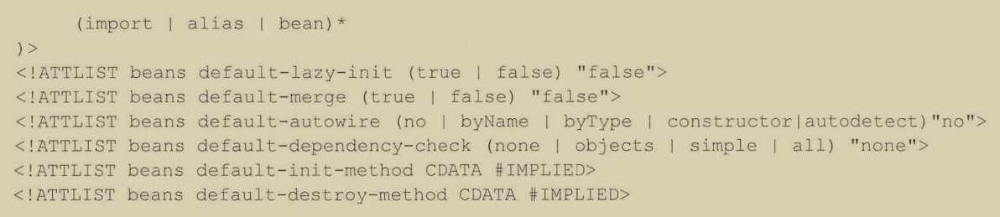 (import | alias | bean)*
)>
<!ATTLIST beans default-lazy-init (true | false) "false">
<!ATTLIST beans default-merge (true | false) "false">
<!ATTLIST beans default-autowire (no | byName | byType | constructor|autodetect)"no">
<!ATTLIST beans default-dependency-check (none | objects | simple | all) "none">
<!ATTLIST beans default-init-method CDATA #IMPLIED>
<!ATTLIST beans default-destroy-method CDATA #IMPLIED>